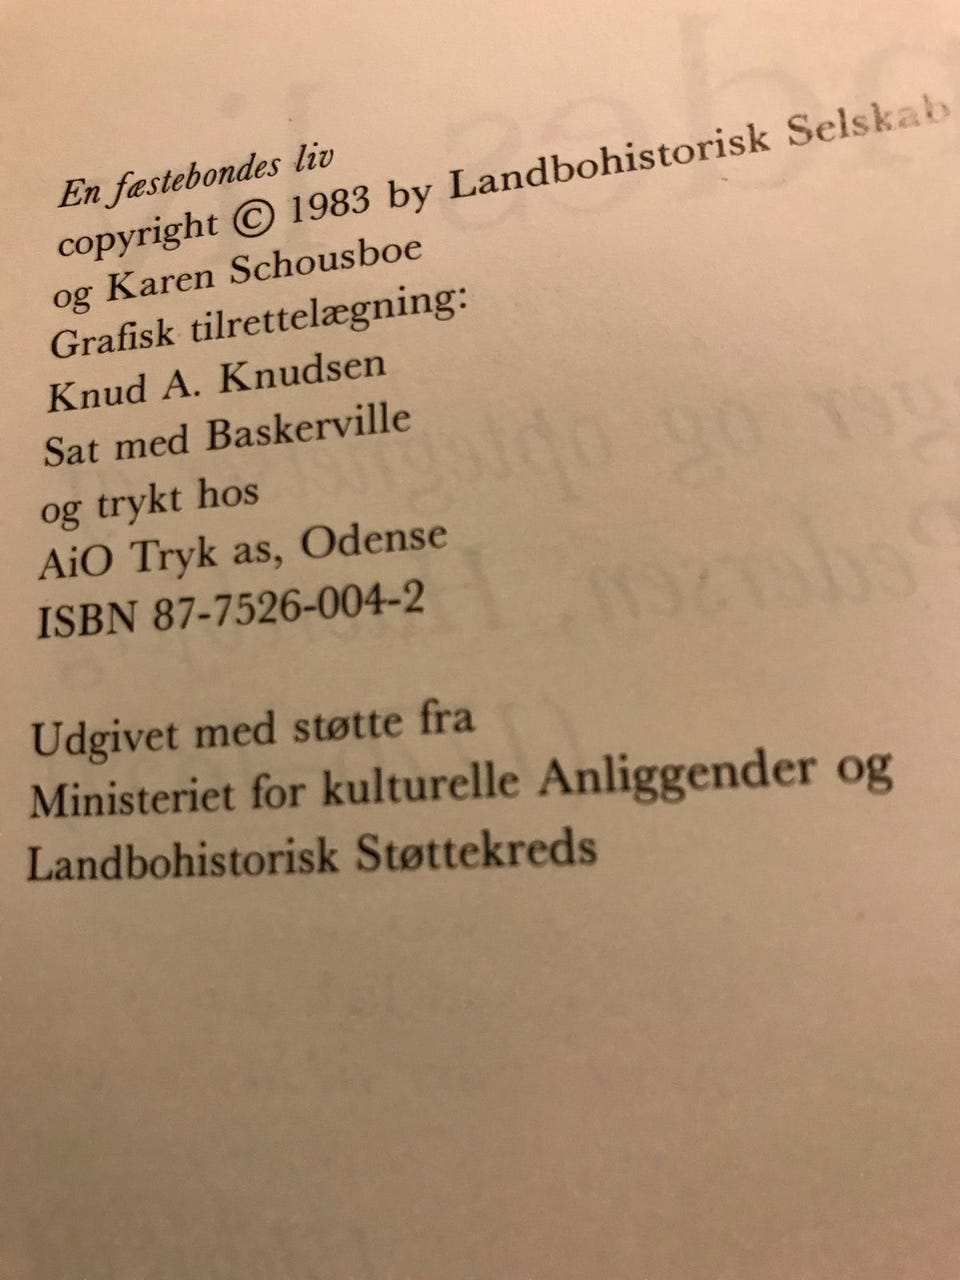 En fæstebondes liv
copyright © 1983 by Landbohistorisk Selskab
og Karen Schousboe
Grafisk tilrettelægning:
Knud A. Knudsen
Sat med Baskerville
og trykt hos
AiO Tryk as, Odense
ISBN 87-7526-004-2
Udgivet med støtte fra
Ministeriet for kulturelle Anliggender og
Landbohistorisk Støttekreds